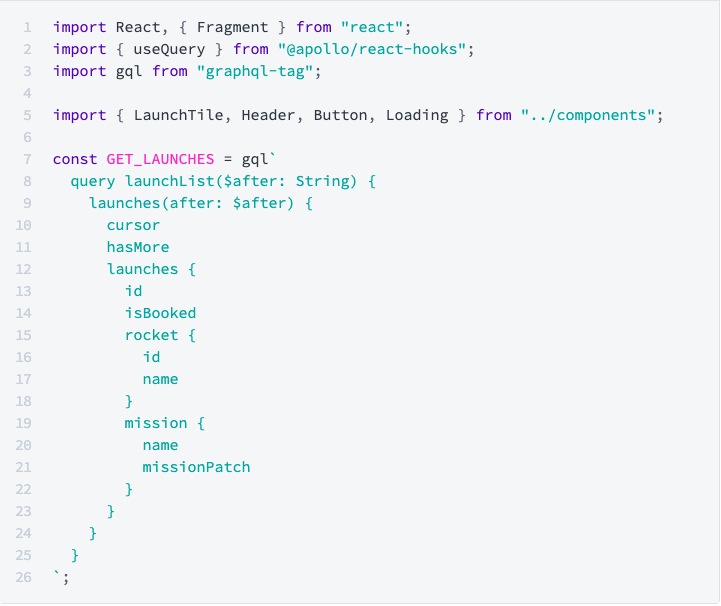 1 import React, { Fragment } from "react";
2 import { useQuery } from "@apollo/react-hooks";
3 import gql from "graphql-tag";
4
5 import { LaunchTile, Header, Button, Loading } from "../components";
6
7 const GET_LAUNCHES = gql`
8   query launchList($after: String) {
9     launches(after: $after) {
10       cursor
11       hasMore
12       launches {
13         id
14         isBooked
15         rocket {
16           id
17           name
18         }
19         mission {
20           name
21           missionPatch
22         }
23       }
24     }
25   }
26 `;